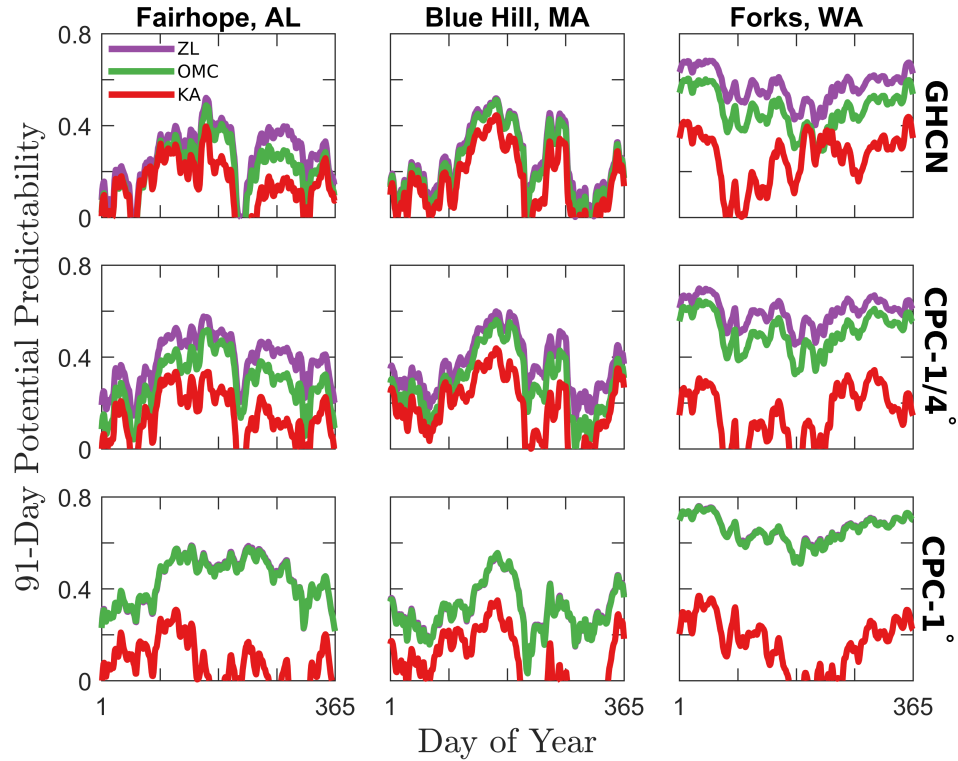 Fairhope, AL
Blue Hill, MA
Forks, WA
0.8
ZL
OMC
KA
0.4
0
GHCN
0.8
0.4
0
CPC-1/4°
0.8
0.4
0
CPC-1°
1
365
1
365
1
365
91-Day Potential Predictability
Day of Year